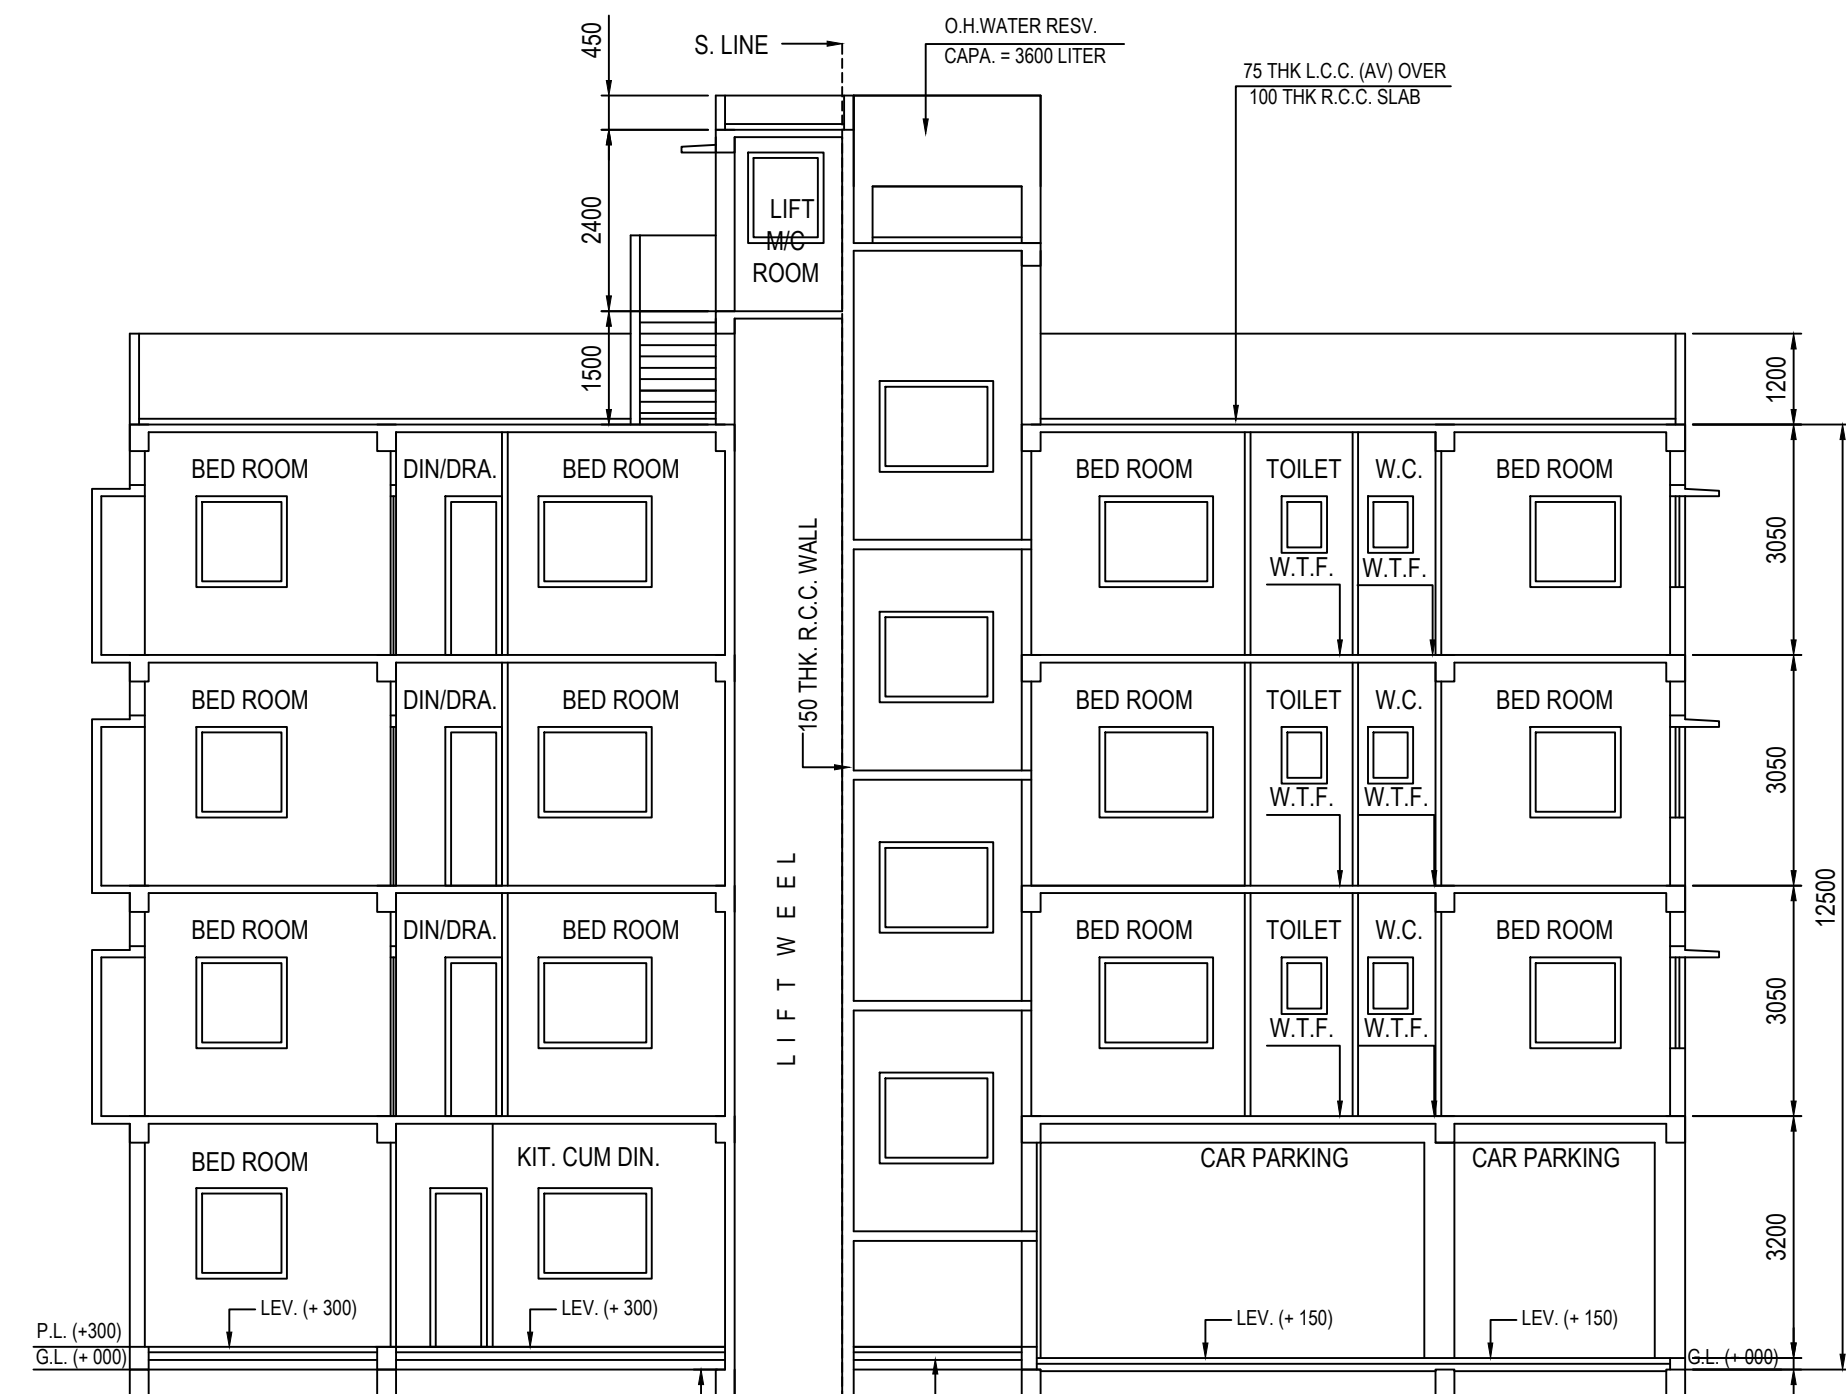 450
S. LINE
O.H.WATER RESV.
CAPA. = 3600 LITER
75 THK L.C.C. (AV) OVER
100 THK R.C.C. SLAB
2400
LIFT
M/C
ROOM
1500
1200
BED ROOM DIN/DRA. BED ROOM BED ROOM TOILET W.C. BED ROOM
3050
W.T.F. W.T.F.
150 THK. R.C.C. WALL
BED ROOM DIN/DRA. BED ROOM BED ROOM TOILET W.C. BED ROOM
3050
W.T.F. W.T.F.
LIFT WEEL
12500
BED ROOM DIN/DRA. BED ROOM BED ROOM TOILET W.C. BED ROOM
3050
W.T.F. W.T.F.
BED ROOM KIT. CUM DIN. CAR PARKING CAR PARKING
3200
LEV. (+ 300) LEV. (+ 300) LEV. (+ 150) LEV. (+ 150)
P.L. (+300)
G.L. (+ 000) G.L. (+ 000)